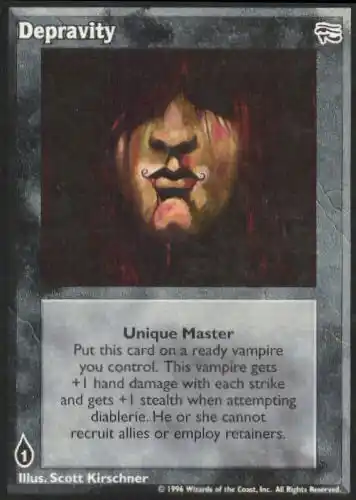 Depravity
Unique Master
Put this card on a ready vampire
you control. This vampire gets
+1 hand damage with each strike
and gets +1 stealth when attempting
diablerie. He or she cannot
recruit allies or employ retainers.
1
Illus. Scott Kirschner
© 1996 Wizards of the Coast, Inc. All Rights Reserved.